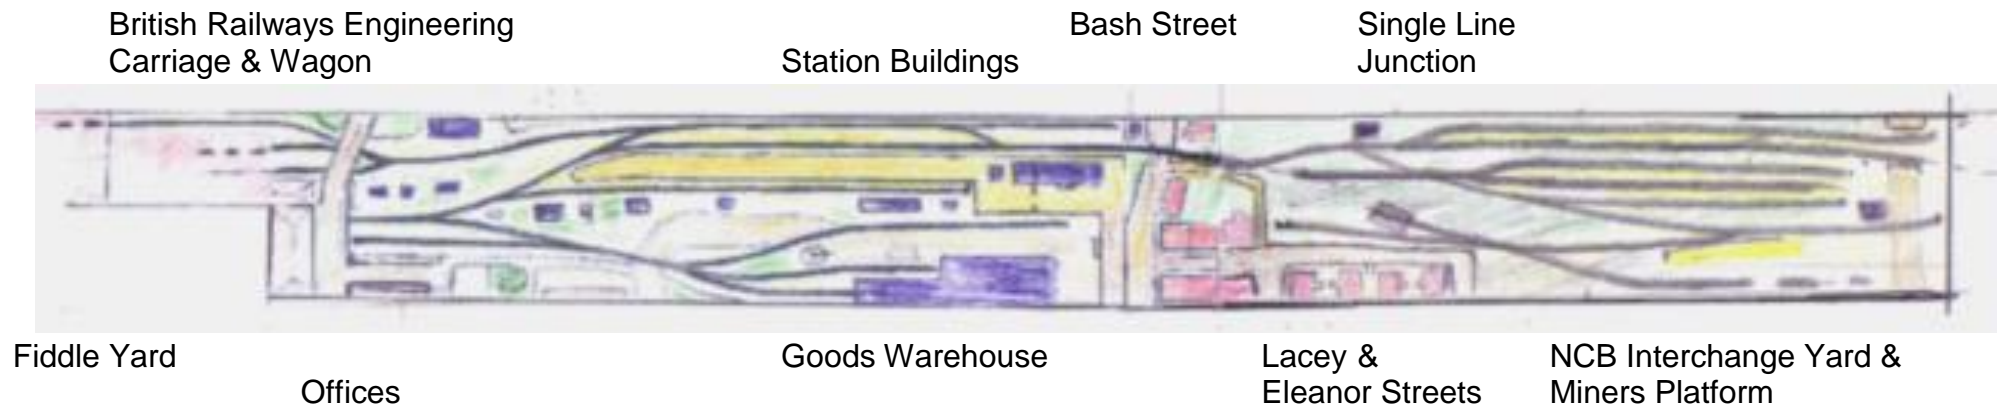 British Railways Engineering
Carriage & Wagon
Station Buildings
Bash Street
Single Line
Junction
Fiddle Yard
Offices
Goods Warehouse
Lacey &
Eleanor Streets
NCB Interchange Yard &
Miners Platform